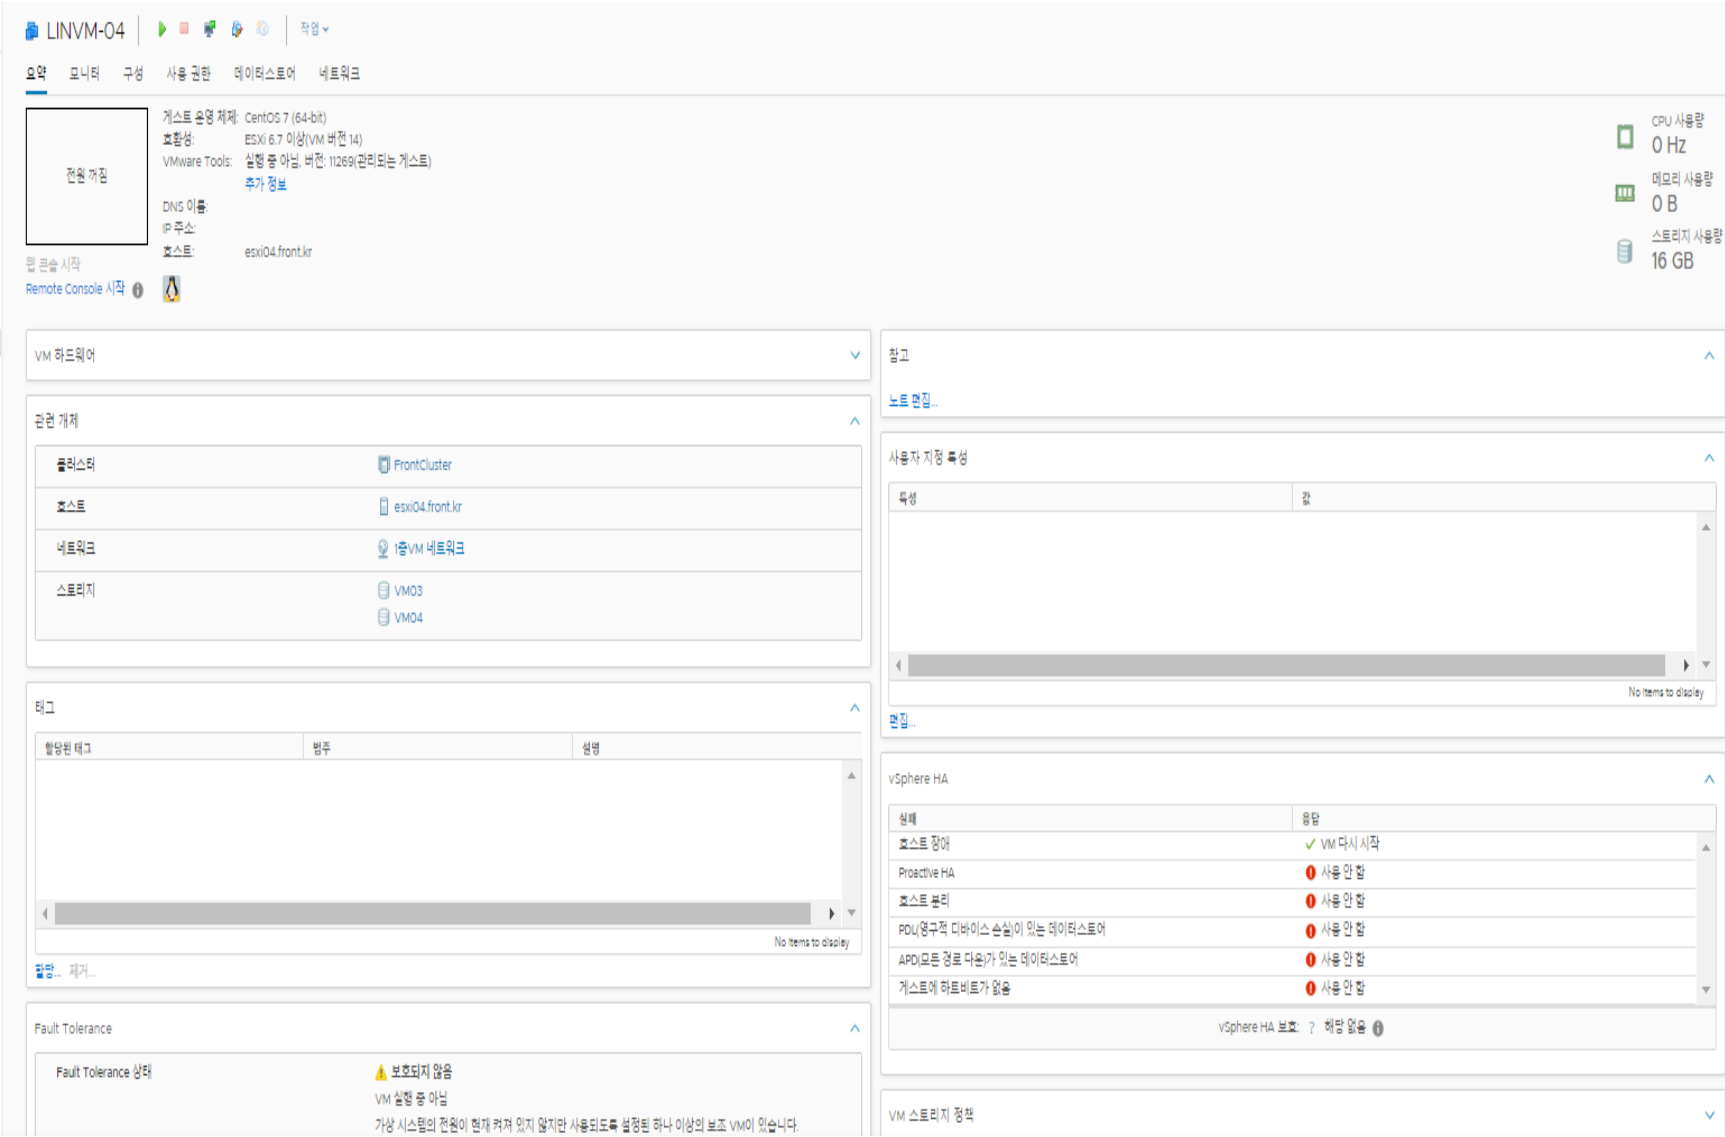 LINVM-04 작업
요약 모니터 구성 사용 권한 데이터스토어 네트워크
전원 꺼짐
게스트 운영 체제: CentOS 7 (64-bit)
호환성: ESXi 6.7 이상(VM 버전 14)
VMware Tools: 실행 중 아님, 버전: 11269(관리되는 게스트)
추가 정보
DNS 이름:
IP 주소:
호스트: esxi04.front.kr
웹 콘솔 시작
Remote Console 시작
CPU 사용량
0 Hz
메모리 사용량
0 B
스토리지 사용량
16 GB
VM 하드웨어
관련 개체
클러스터 FrontCluster
호스트 esxi04.front.kr
네트워크 1층VM 네트워크
스토리지 VM03
VM04
태그
할당된 태그 범주 설명
No items to display
할당... 제거...
Fault Tolerance
Fault Tolerance 상태 보호되지 않음
VM 실행 중 아님
가상 시스템의 전원이 현재 켜져 있지 않지만 사용되도록 설정된 하나 이상의 보조 VM이 있습니다.
참고
노트 편집...
사용자 지정 특성
특성 값
No items to display
편집...
vSphere HA
실패 응답
호스트 장애 VM 다시 시작
Proactive HA 사용 안 함
호스트 분리 사용 안 함
PDL(영구적 디바이스 손실)이 있는 데이터스토어 사용 안 함
APD(모든 경로 다운)가 있는 데이터스토어 사용 안 함
게스트에 하트비트가 없음 사용 안 함
vSphere HA 보호: ? 해당 없음
VM 스토리지 정책